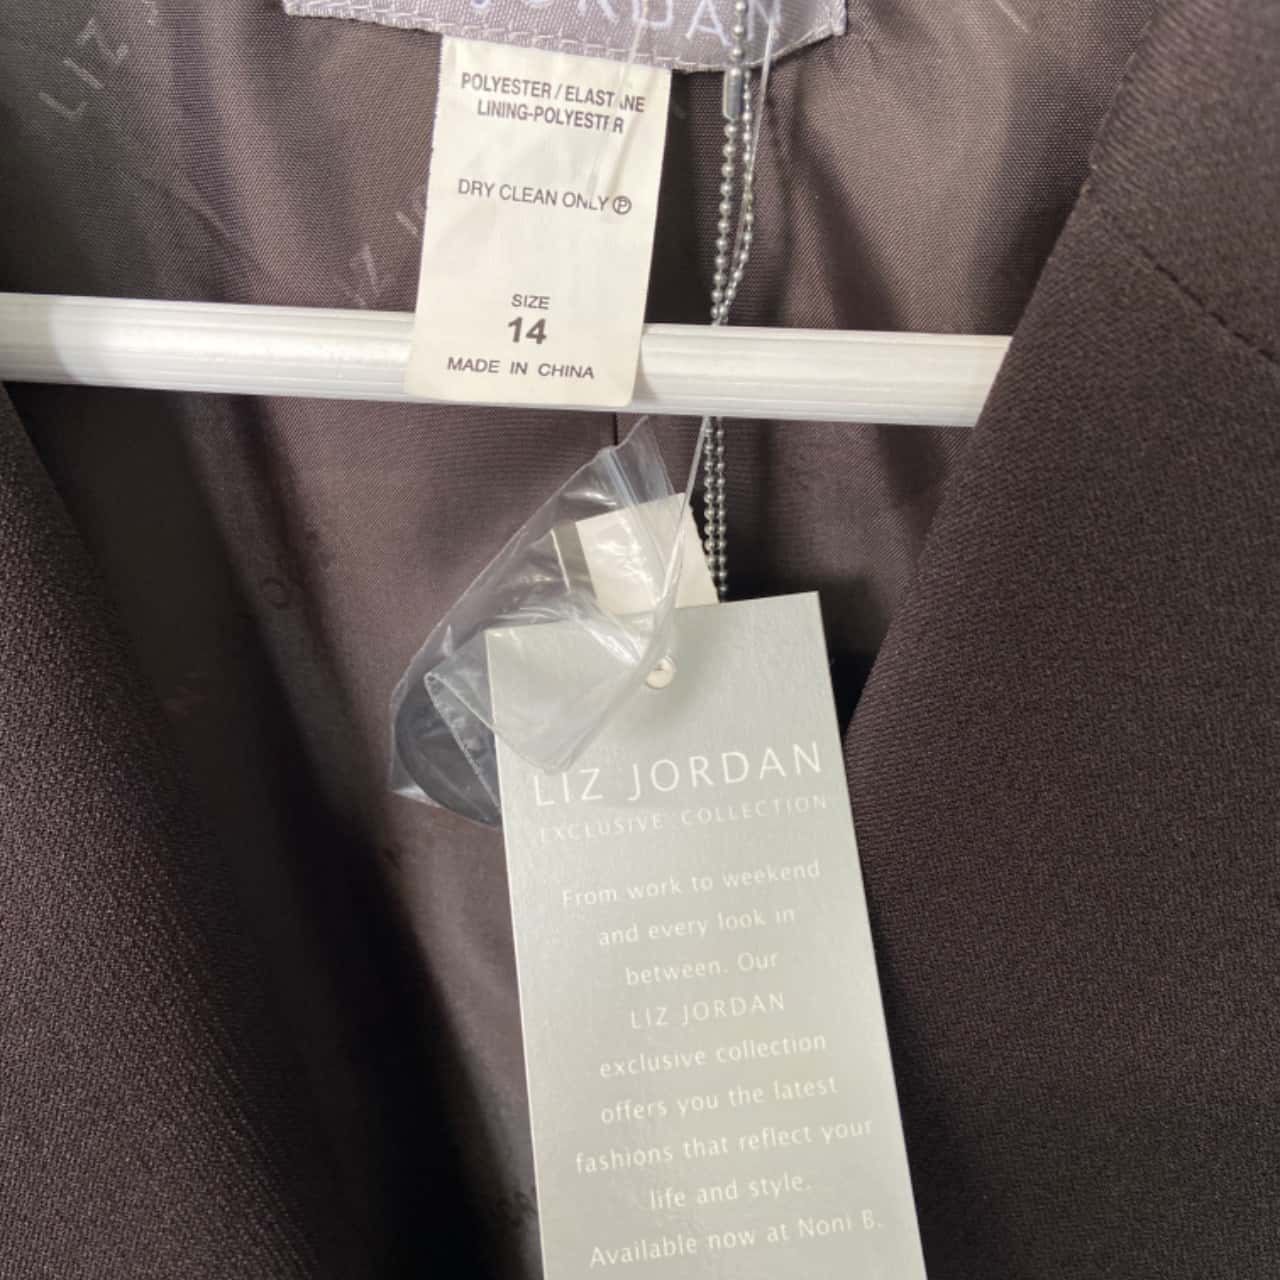 JORDAN
LIZ
POLYESTER / ELASTANE
LINING-POLYESTER
DRY CLEAN ONLY Ⓟ
SIZE
14
MADE IN CHINA
LIZ JORDAN
EXCLUSIVE COLLECTION
From work to weekend
and every look in
between. Our
LIZ JORDAN
exclusive collection
offers you the latest
fashions that reflect your
life and style.
Available now at Noni B.